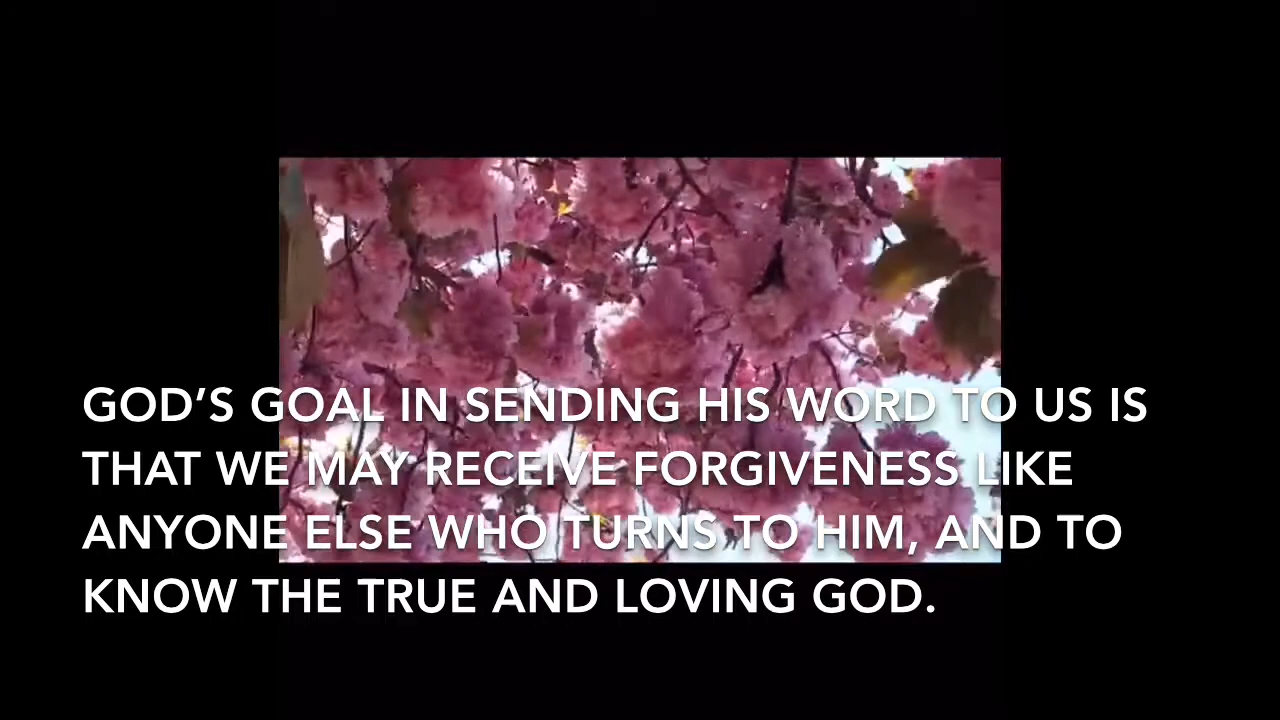 GOD’S GOAL IN SENDING HIS WORD TO US IS
THAT WE MAY RECEIVE FORGIVENESS LIKE
ANYONE ELSE WHO TURNS TO HIM, AND TO
KNOW THE TRUE AND LOVING GOD.